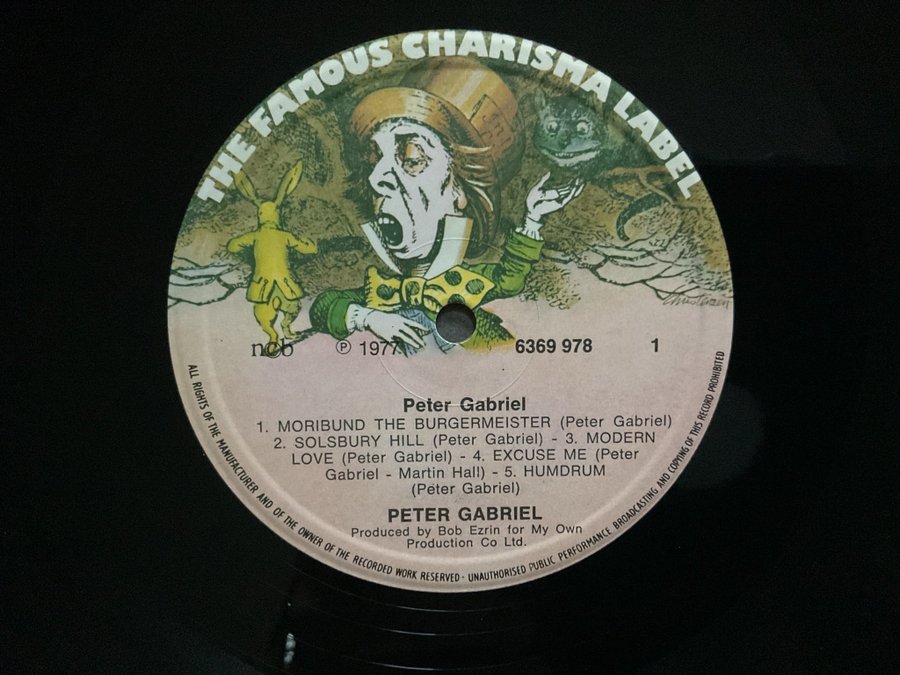 THE FAMOUS CHARISMA LABEL
Christensen
ncb ℗ 1977 6369 978 1
Peter Gabriel
1. MORIBUND THE BURGERMEISTER (Peter Gabriel)
2. SOLSBURY HILL (Peter Gabriel) - 3. MODERN
LOVE (Peter Gabriel) - 4. EXCUSE ME (Peter
Gabriel - Martin Hall) - 5. HUMDRUM
(Peter Gabriel)
PETER GABRIEL
Produced by Bob Ezrin for My Own
Production Co Ltd.
ALL RIGHTS OF THE MANUFACTURER AND OF THE OWNER OF THE RECORDED WORK RESERVED - UNAUTHORISED PUBLIC PERFORMANCE BROADCASTING AND COPYING OF THIS RECORD PROHIBITED